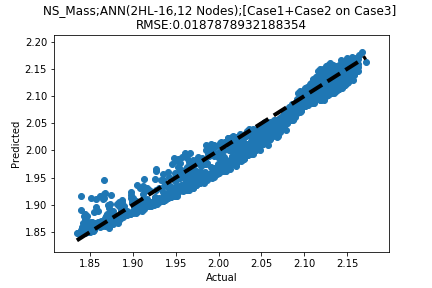 NS_Mass;ANN(2HL-16,12 Nodes);[Case1+Case2 on Case3]
RMSE:0.0187878932188354
2.20
2.15
2.10
2.05
2.00
1.95
1.90
1.85
Predicted
1.85 1.90 1.95 2.00 2.05 2.10 2.15
Actual